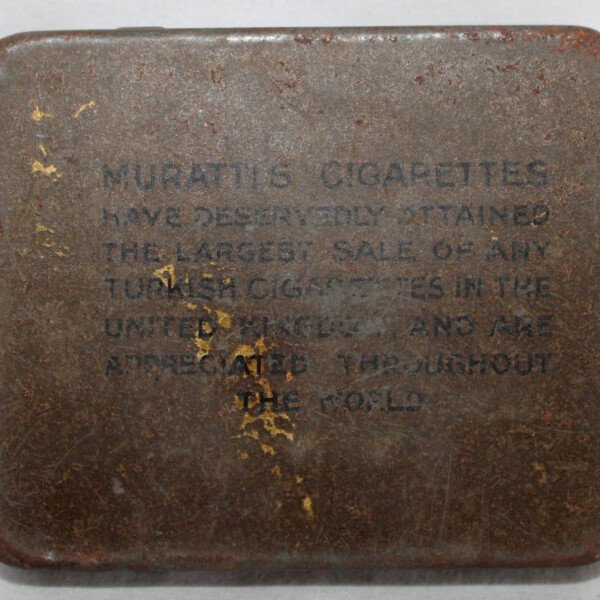 MURATTI'S CIGARETTES
HAVE DESERVEDLY ATTAINED
THE LARGEST SALE OF ANY
TURKISH CIGARETTES IN THE
UNITED KINGDOM, AND ARE
APPRECIATED THROUGHOUT
THE WORLD